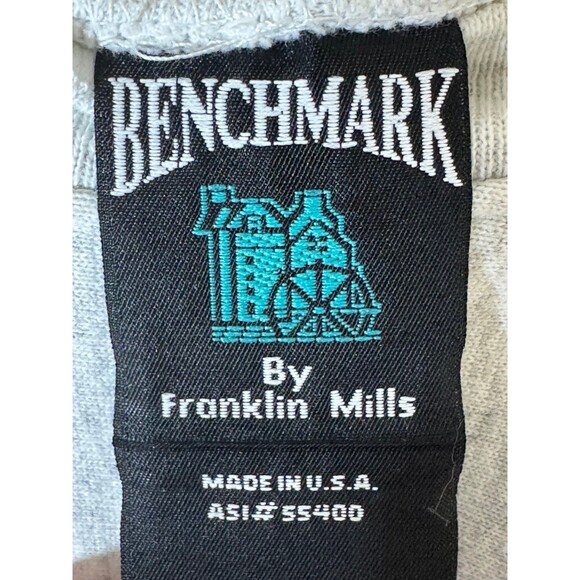 BENCHMARK
By
Franklin Mills
MADE IN U.S.A.
ASI# 55400